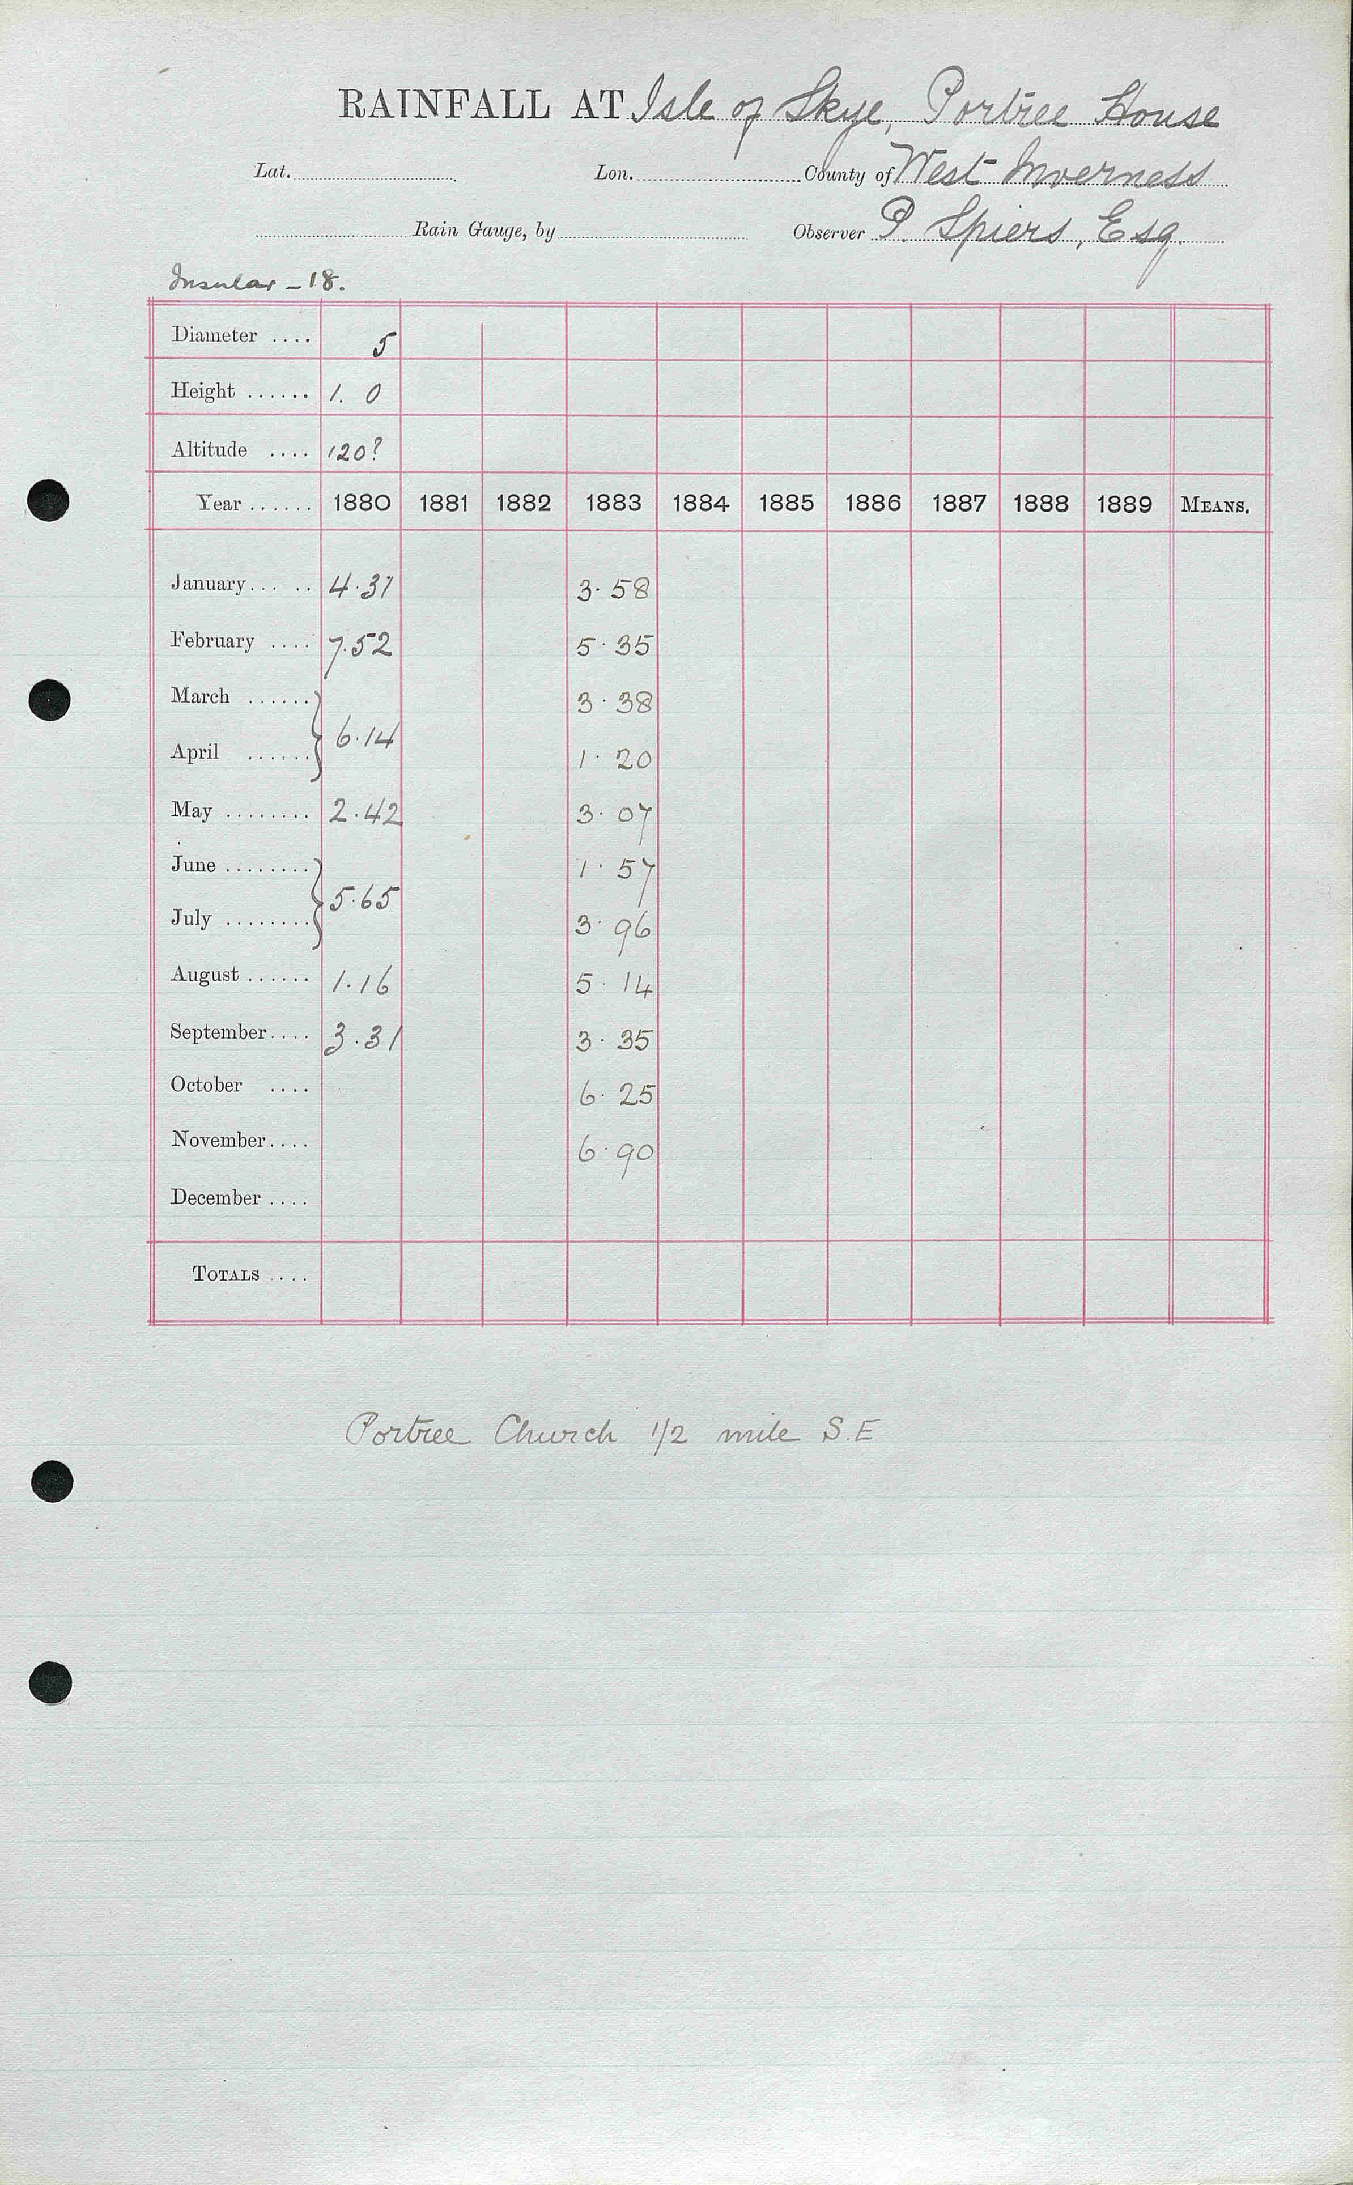 RAINFALL AT Isle of Skye, Portree House
Lat. Lon. County of West Inverness
Rain Gauge, by Observer P. Spiers, Esq.
Insular - 18.
Diameter .... 5
Height ...... 1. 0
Altitude .... 120?
Year ...... 1880 1881 1882 1883 1884 1885 1886 1887 1888 1889 MEANS.
January... .. 4.31 3.58
February .... 7.52 5.35
March ...... 3.38
6.14
April ...... 1.20
May ........ 2.42 3.07
June ........ 1.57
5.65
July ........ 3.96
August ...... 1.16 5.14
September.... 3.31 3.35
October .... 6.25
November.... 6.90
December ....
TOTALS ....
Portree Church 1/2 mile S.E